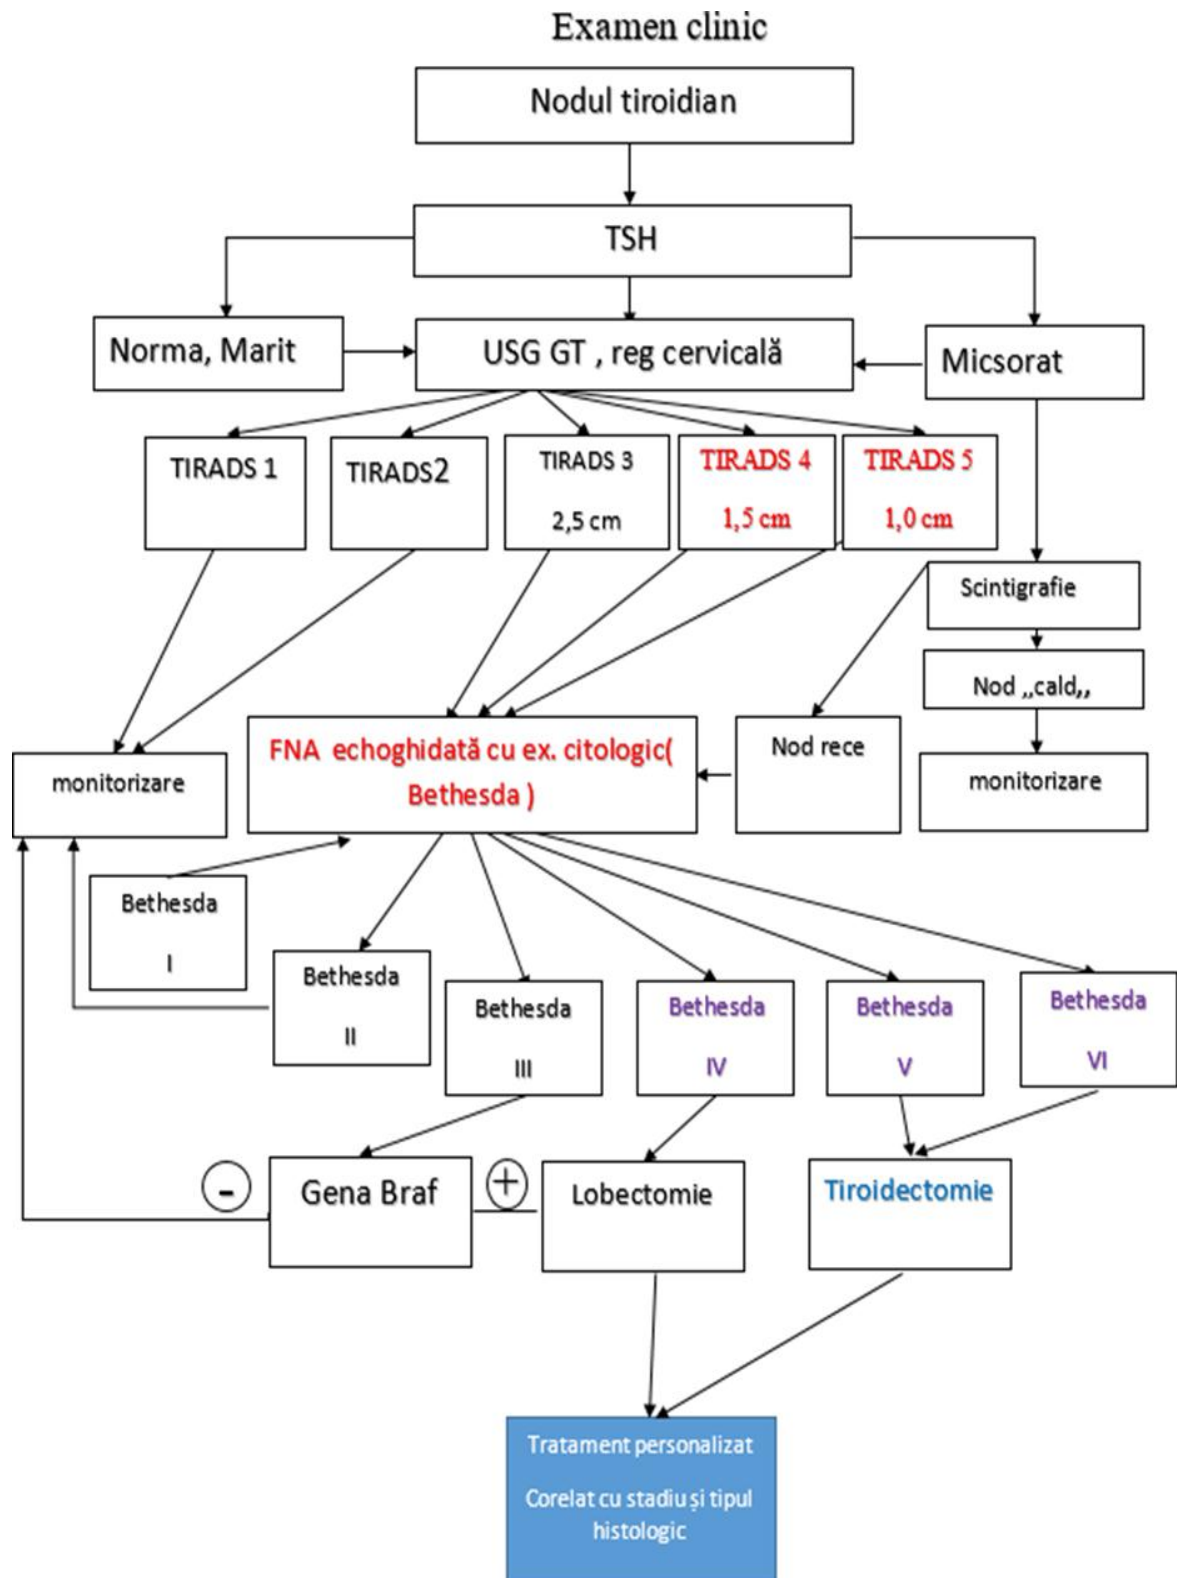 Examen clinic
Nodul tiroidian
TSH
Norma, Marit
USG GT , reg cervicală
Micsorat
TIRADS 1
TIRADS2
TIRADS 3
2,5 cm
TIRADS 4
1,5 cm
TIRADS 5
1,0 cm
Scintigrafie
Nod ,,cald,,
monitorizare
FNA echoghidată cu ex. citologic(
Bethesda )
Nod rece
monitorizare
Bethesda
I
Bethesda
II
Bethesda
III
Bethesda
IV
Bethesda
V
Bethesda
VI
-
Gena Braf
+
Lobectomie
Tiroidectomie
Tratament personalizat
Corelat cu stadiu și tipul
histologic